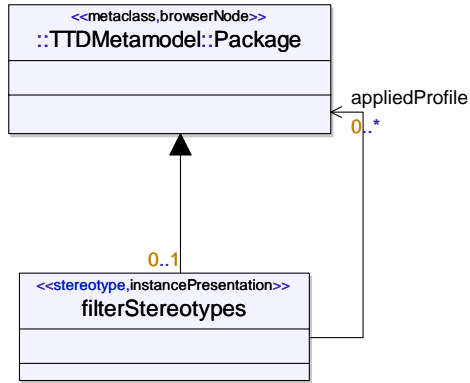 <<metaclass,browserNode>>
::TTDMetamodel::Package
appliedProfile
0..*
0..1
<<stereotype,instancePresentation>>
filterStereotypes